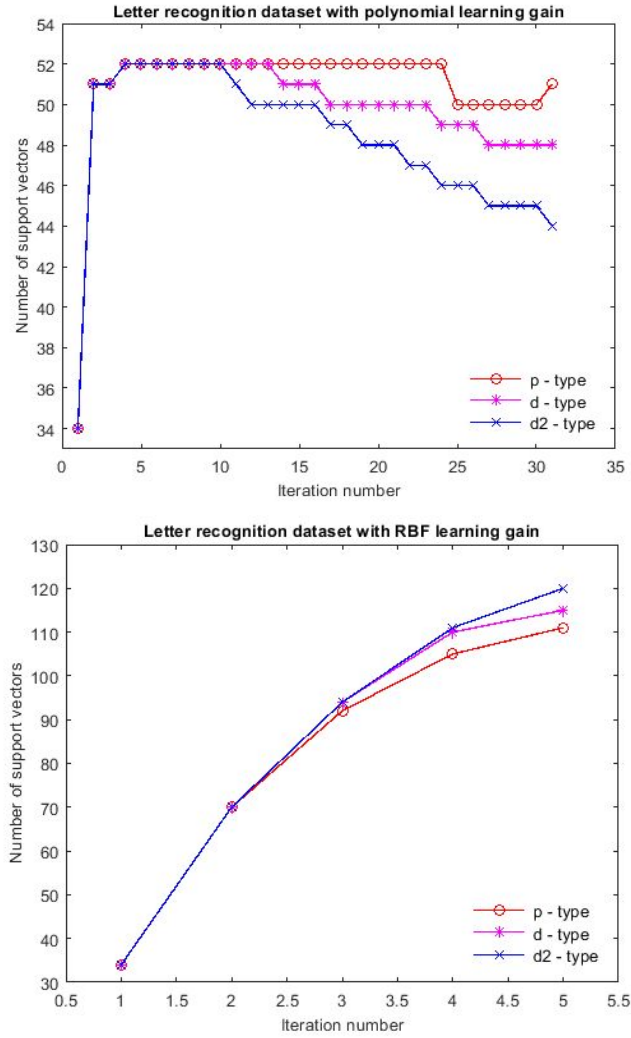 Letter recognition dataset with polynomial learning gain
54
52
50
48
46
44
42
40
38
36
34
Number of support vectors
p - type
d - type
d2 - type
0 5 10 15 20 25 30 35
Iteration number
Letter recognition dataset with RBF learning gain
130
120
110
100
90
80
70
60
50
40
30
Number of support vectors
p - type
d - type
d2 - type
0.5 1 1.5 2 2.5 3 3.5 4 4.5 5 5.5
Iteration number